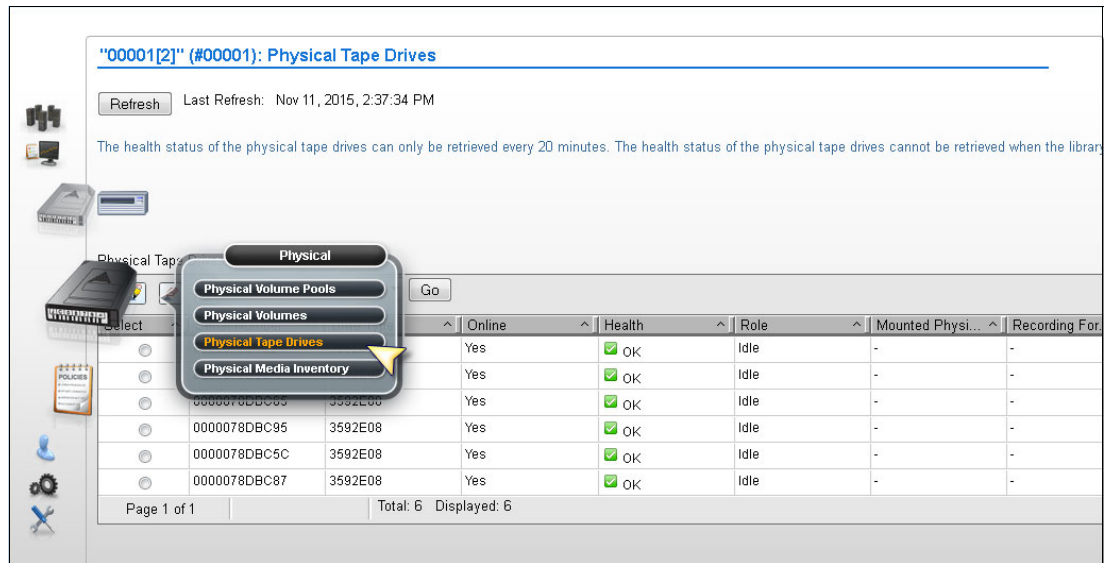 "00001[2]" (#00001): Physical Tape Drives
Refresh Last Refresh: Nov 11, 2015, 2:37:34 PM
The health status of the physical tape drives can only be retrieved every 20 minutes. The health status of the physical tape drives cannot be retrieved when the library
Physical Tape
Physical
Go
Physical Volume Pools
Physical Volumes
Physical Tape Drives
Physical Media Inventory
POLICIES
Select ^ ^ Online ^ Health ^ Role ^ Mounted Physi... ^ Recording For.
Yes OK Idle - -
Yes OK Idle - -
3592E08 Yes OK Idle - -
0000078DBC95 3592E08 Yes OK Idle - -
0000078DBC5C 3592E08 Yes OK Idle - -
0000078DBC87 3592E08 Yes OK Idle - -
Page 1 of 1 Total: 6 Displayed: 6